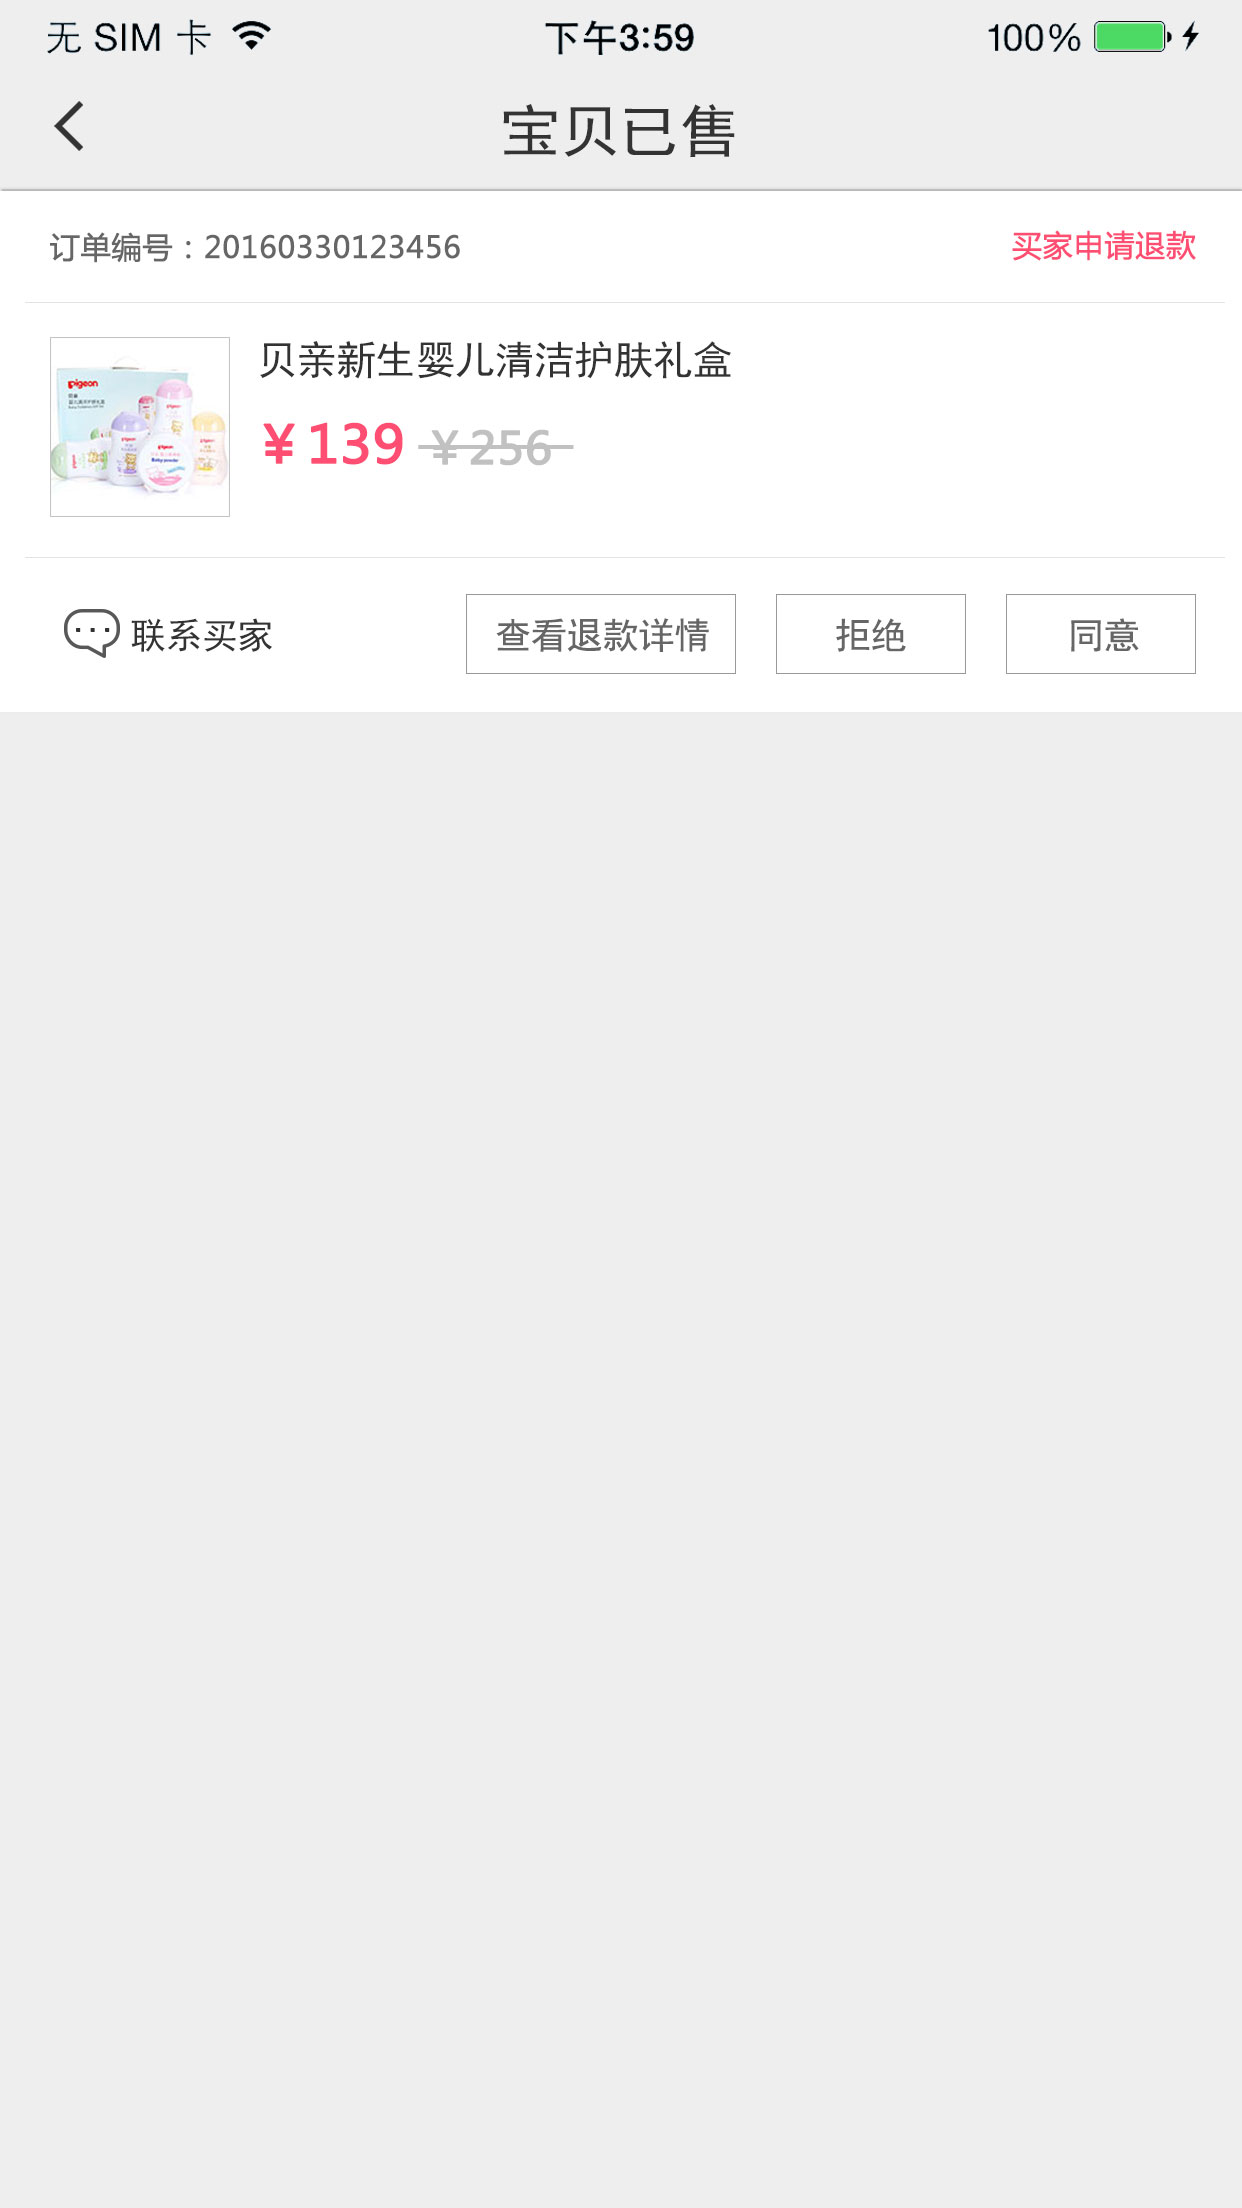 无 SIM 卡 下午3:59 100%
宝贝已售
订单编号：20160330123456 买家申请退款
贝亲新生婴儿清洁护肤礼盒
¥139 ¥256
Pigeon
Baby powder
联系买家 查看退款详情 拒绝 同意